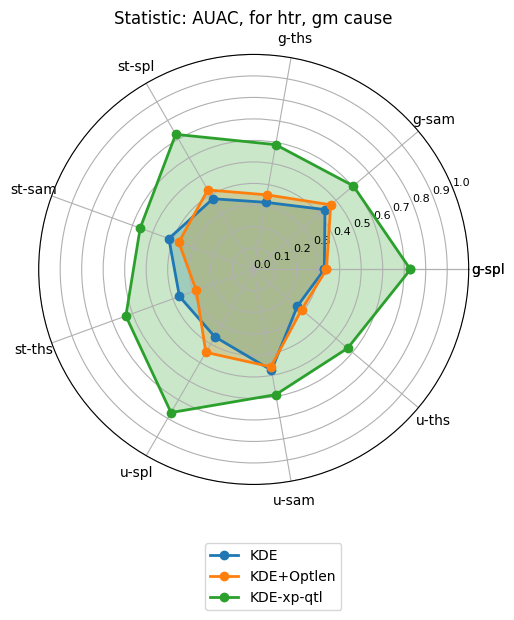 Statistic: AUAC, for htr, gm cause
g-ths
st-spl
g-sam
st-sam
0.0
0.1
0.2
0.3
0.4
0.5
0.6
0.7
0.8
0.9
1.0
g-spl
st-ths
u-ths
u-spl
u-sam
KDE
KDE+Optlen
KDE-xp-qtl